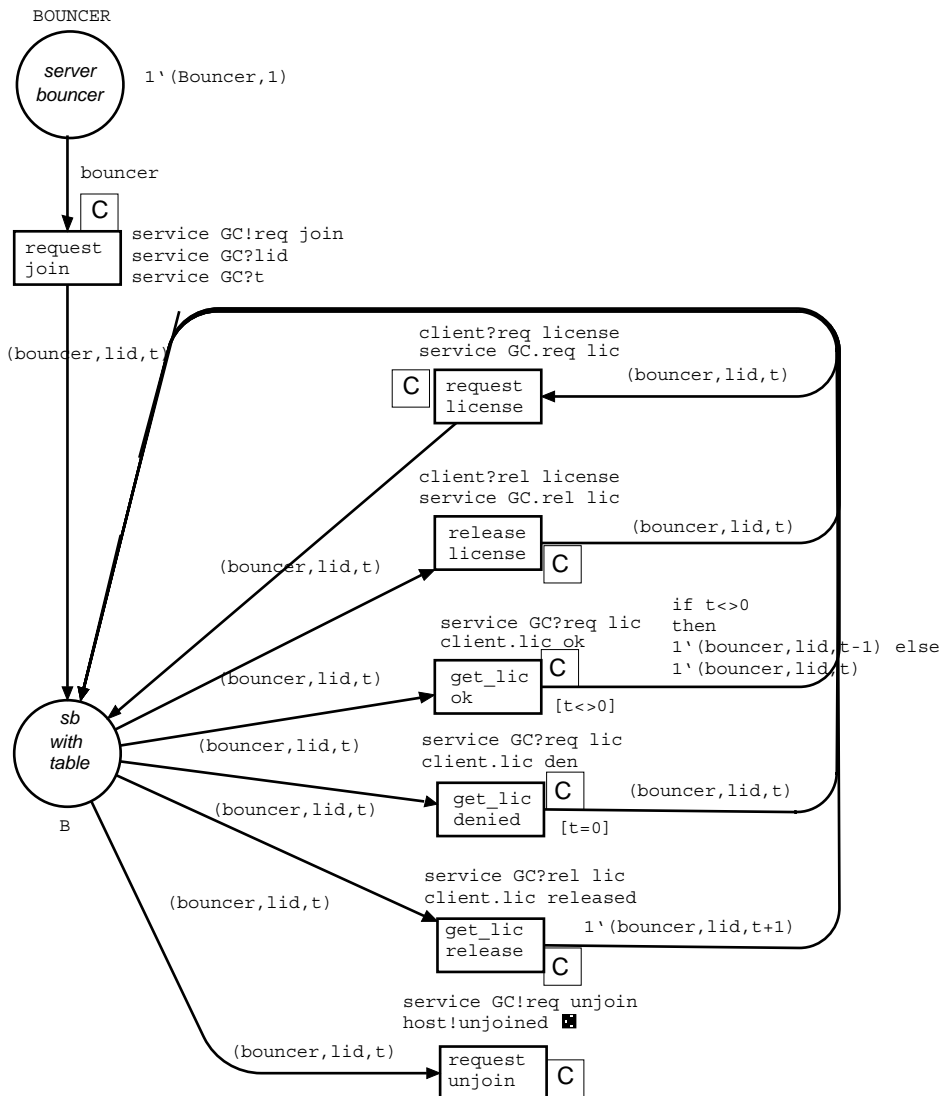 BOUNCER
server
bouncer
1‘(Bouncer,1)
bouncer
C
request
join
service GC!req join
service GC?lid
service GC?t
(bouncer,lid,t)
client?req license
service GC.req lic
C
request
license
(bouncer,lid,t)
client?rel license
service GC.rel lic
release
license
C
(bouncer,lid,t)
(bouncer,lid,t)
service GC?req lic
client.lic ok
C
get_lic
ok
[t<>0]
if t<>0
then
1‘(bouncer,lid,t-1) else
1‘(bouncer,lid,t)
(bouncer,lid,t)
sb
with
table
B
(bouncer,lid,t)
service GC?req lic
client.lic den
C
get_lic
denied
[t=0]
(bouncer,lid,t)
(bouncer,lid,t)
service GC?rel lic
client.lic released
get_lic
release
C
1‘(bouncer,lid,t+1)
(bouncer,lid,t)
service GC!req unjoin
host!unjoined
(bouncer,lid,t)
request
unjoin
C